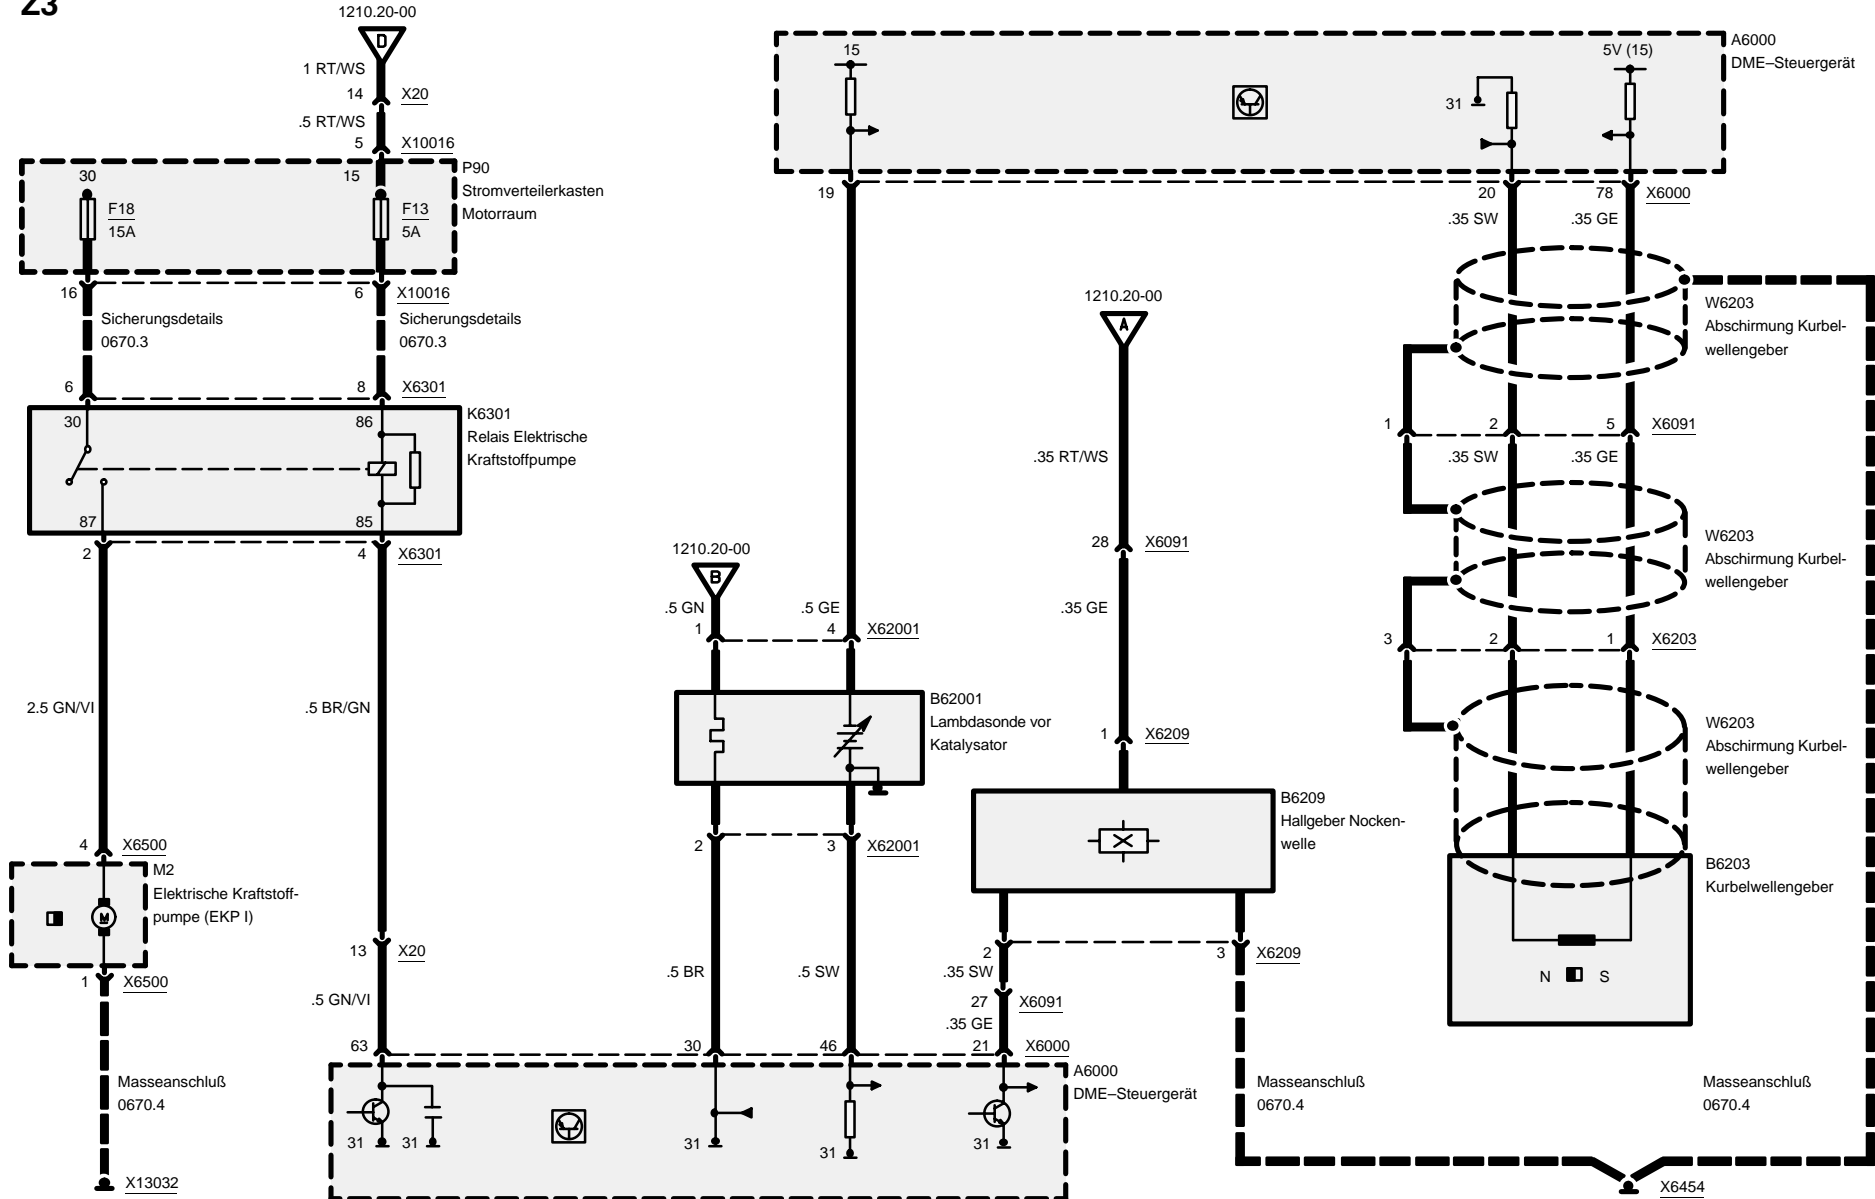 Z3
1210.20-00
D
1 RT/WS
14 X20
.5 RT/WS
5 X10016
P90
Stromverteilerkasten
Motorraum
30
15
F18
15A
F13
5A
16
6 X10016
Sicherungsdetails
0670.3
Sicherungsdetails
0670.3
6
8 X6301
K6301
Relais Elektrische
Kraftstoffpumpe
30
86
87
85
2
4 X6301
2.5 GN/VI
.5 BR/GN
4 X6500
M2
Elektrische Kraftstoff-
pumpe (EKP I)
M
1 X6500
Masseanschluß
0670.4
X13032
13 X20
.5 GN/VI
63
30
46
21 X6000
A6000
DME–Steuergerät
31
31
31
31
31
1210.20-00
B
.5 GN
1
.5 GE
4 X62001
B62001
Lambdasonde vor
Katalysator
2
3 X62001
.5 BR
.5 SW
A6000
DME–Steuergerät
15
31
5V (15)
19
20
78 X6000
.35 SW
.35 GE
1210.20-00
A
.35 RT/WS
28 X6091
.35 GE
1 X6209
B6209
Hallgeber Nocken-
welle
2
3 X6209
.35 SW
27 X6091
.35 GE
Masseanschluß
0670.4
W6203
Abschirmung Kurbel-
wellengeber
1
2
5 X6091
.35 SW
.35 GE
W6203
Abschirmung Kurbel-
wellengeber
3
2
1 X6203
W6203
Abschirmung Kurbel-
wellengeber
B6203
Kurbelwellengeber
N S
Masseanschluß
0670.4
X6454